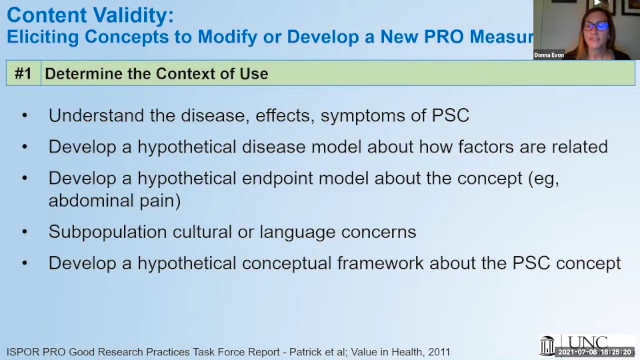 Content Validity:
Eliciting Concepts to Modify or Develop a New PRO Measur
Donna Evon
#1 Determine the Context of Use
• Understand the disease, effects, symptoms of PSC
• Develop a hypothetical disease model about how factors are related
• Develop a hypothetical endpoint model about the concept (eg,
abdominal pain)
• Subpopulation cultural or language concerns
• Develop a hypothetical conceptual framework about the PSC concept
ISPOR PRO Good Research Practices Task Force Report - Patrick et al; Value in Health, 2011
UNC
2021-07-08 18:25:20